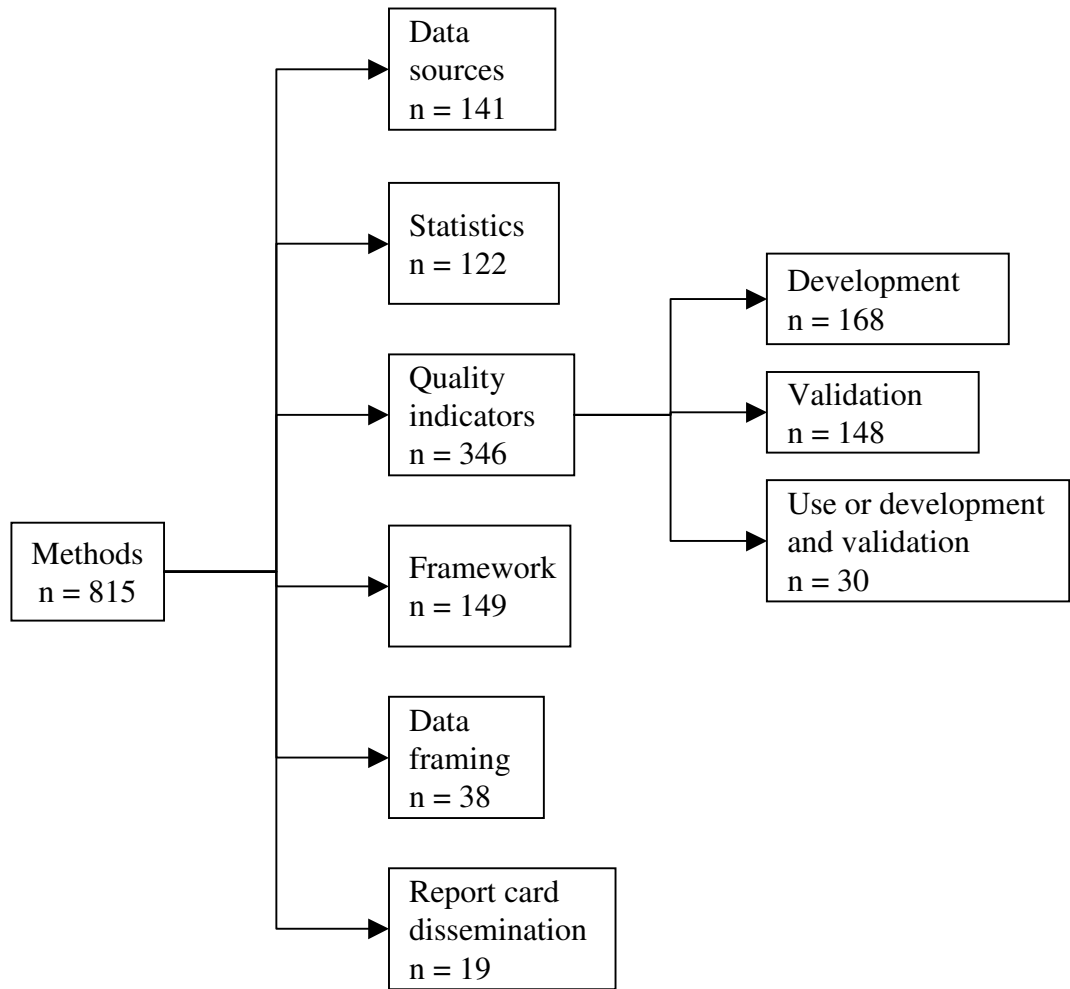 Methods
n = 815
Data
sources
n = 141
Statistics
n = 122
Quality
indicators
n = 346
Framework
n = 149
Data
framing
n = 38
Report card
dissemination
n = 19
Development
n = 168
Validation
n = 148
Use or development
and validation
n = 30